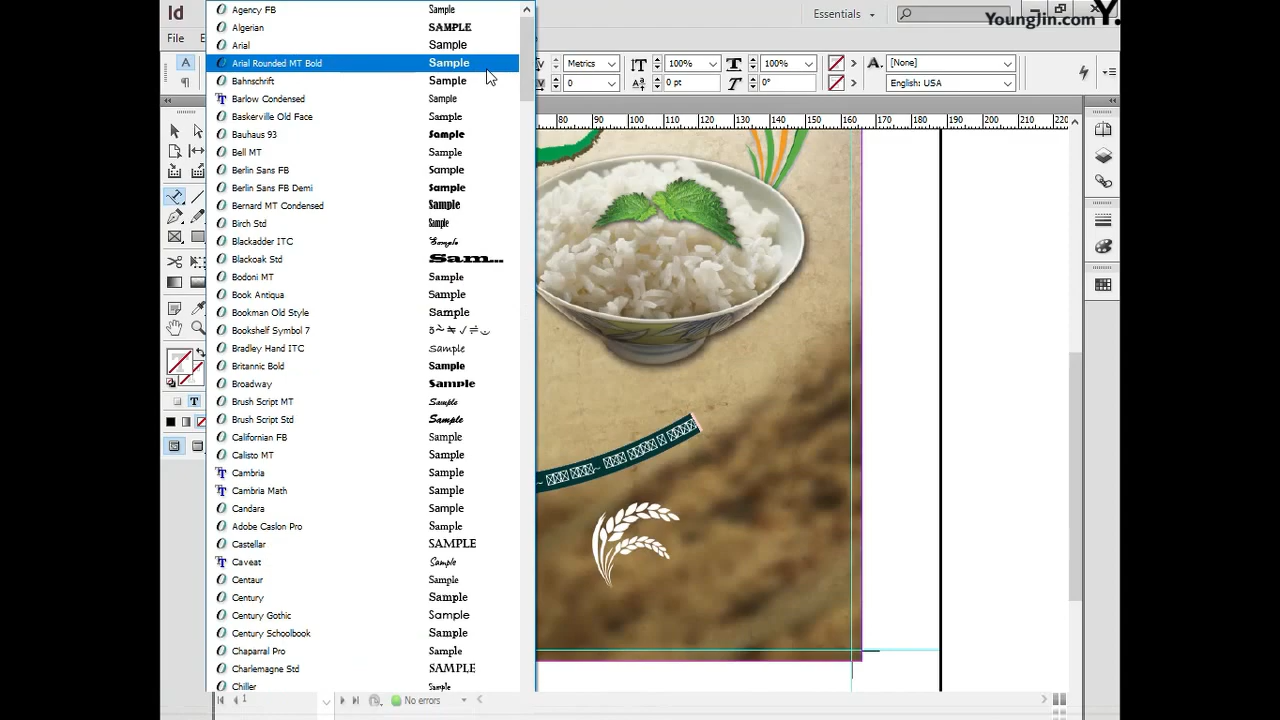 Id
Essentials
YoungJin.com Y.
File
A
Metrics
100%
T
100%
A.
[None]
0
0 pt
T
0°
English: USA
80 90 100 110 120 130 140 150 160 170 180 190 200 210 220
Agency FB Sample
Algerian SAMPLE
Arial Sample
Arial Rounded MT Bold Sample
Bahnschrift Sample
Barlow Condensed Sample
Baskerville Old Face Sample
Bauhaus 93 Sample
Bell MT Sample
Berlin Sans FB Sample
Berlin Sans FB Demi Sample
Bernard MT Condensed Sample
Birch Std Sample
Blackadder ITC Sample
Blackoak Std Sam...
Bodoni MT Sample
Book Antiqua Sample
Bookman Old Style Sample
Bookshelf Symbol 7
Bradley Hand ITC Sample
Britannic Bold Sample
Broadway Sample
Brush Script MT Sample
Brush Script Std Sample
Californian FB Sample
Calisto MT Sample
Cambria Sample
Cambria Math Sample
Candara Sample
Adobe Caslon Pro Sample
Castellar SAMPLE
Caveat Sample
Centaur Sample
Century Sample
Century Gothic Sample
Century Schoolbook Sample
Chaparral Pro Sample
Charlemagne Std SAMPLE
Chiller Sample
1
No errors